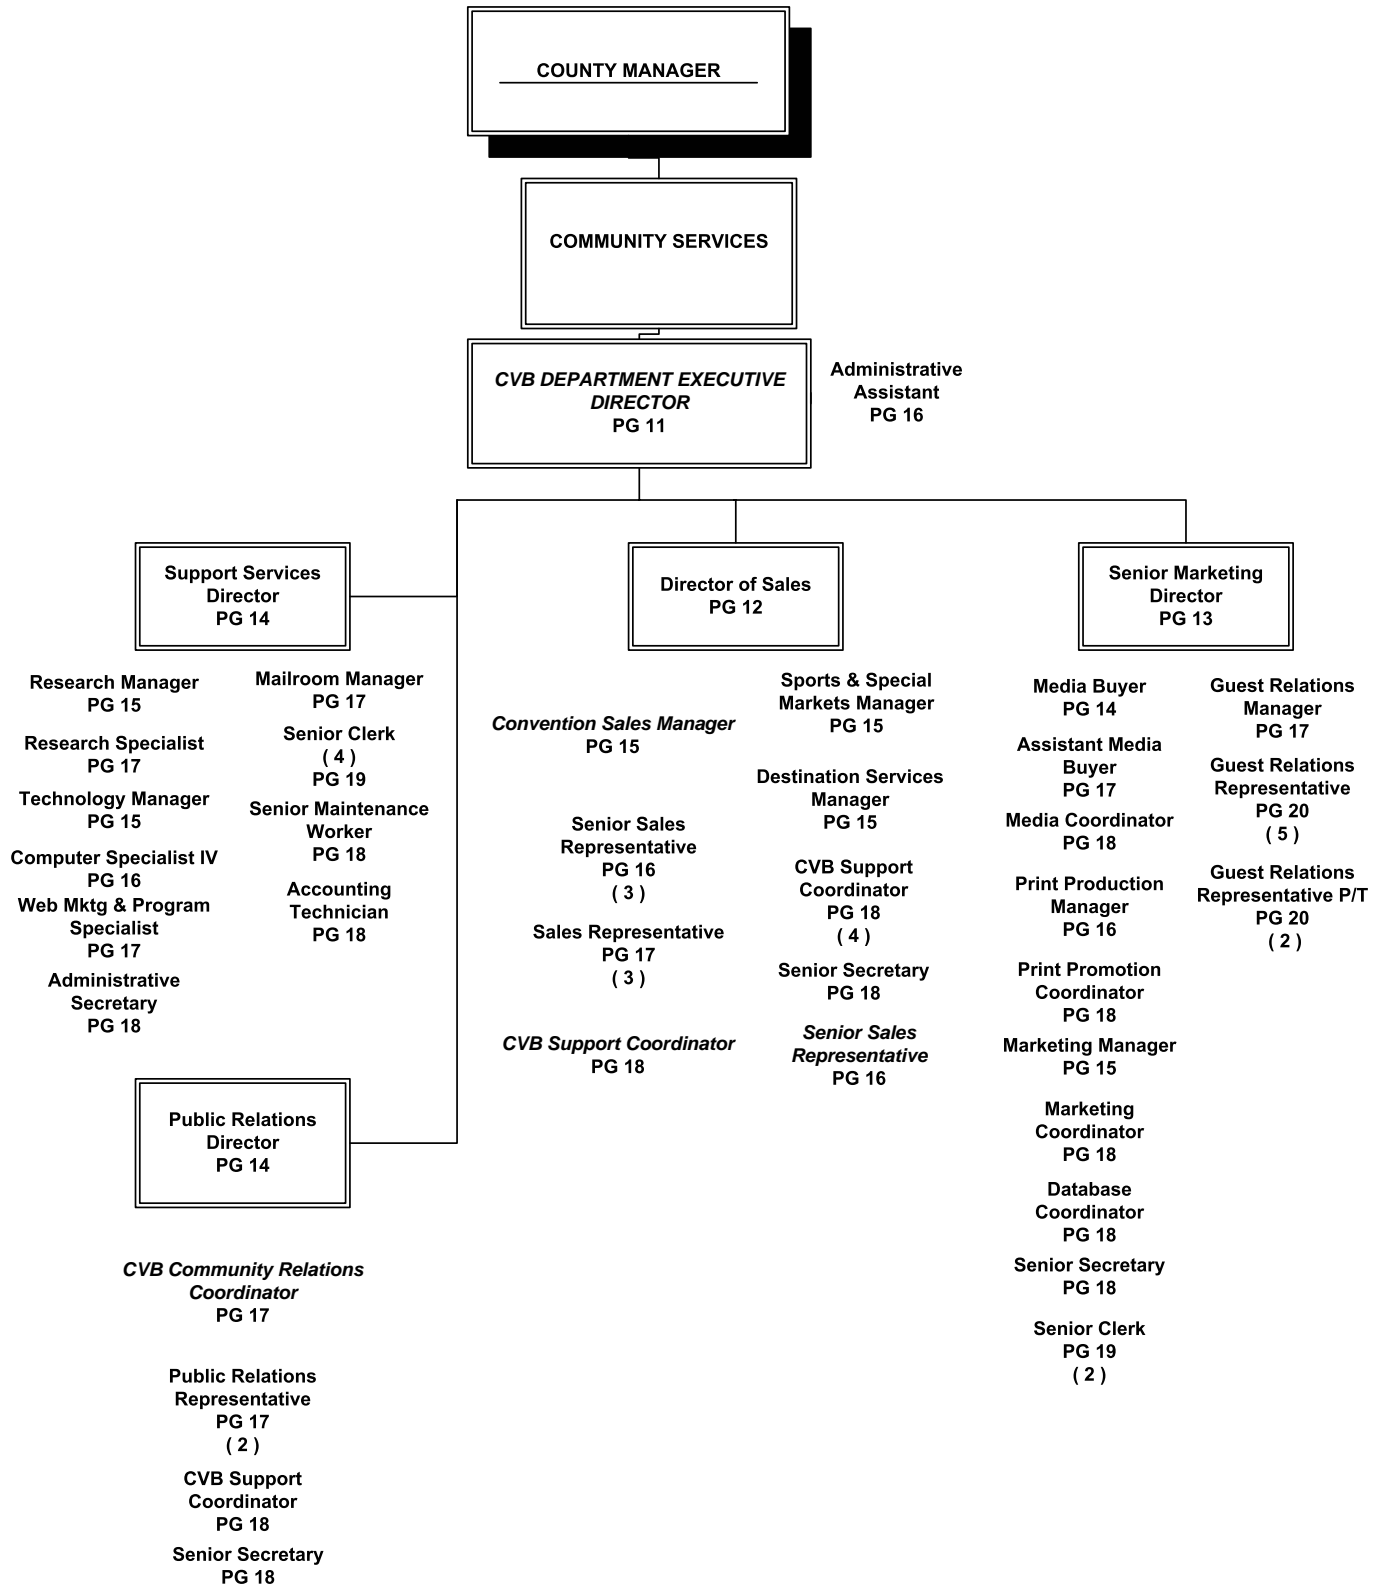 COUNTY MANAGER
COMMUNITY SERVICES
CVB DEPARTMENT EXECUTIVE
DIRECTOR
PG 11
Administrative
Assistant
PG 16
Support Services
Director
PG 14
Research Manager
PG 15
Research Specialist
PG 17
Technology Manager
PG 15
Computer Specialist IV
PG 16
Web Mktg & Program
Specialist
PG 17
Administrative
Secretary
PG 18
Mailroom Manager
PG 17
Senior Clerk
( 4 )
PG 19
Senior Maintenance
Worker
PG 18
Accounting
Technician
PG 18
Director of Sales
PG 12
Convention Sales Manager
PG 15
Senior Sales
Representative
PG 16
( 3 )
Sales Representative
PG 17
( 3 )
CVB Support Coordinator
PG 18
Sports & Special
Markets Manager
PG 15
Destination Services
Manager
PG 15
CVB Support
Coordinator
PG 18
( 4 )
Senior Secretary
PG 18
Senior Sales
Representative
PG 16
Senior Marketing
Director
PG 13
Media Buyer
PG 14
Assistant Media
Buyer
PG 17
Media Coordinator
PG 18
Print Production
Manager
PG 16
Print Promotion
Coordinator
PG 18
Marketing Manager
PG 15
Marketing
Coordinator
PG 18
Database
Coordinator
PG 18
Senior Secretary
PG 18
Senior Clerk
PG 19
( 2 )
Guest Relations
Manager
PG 17
Guest Relations
Representative
PG 20
( 5 )
Guest Relations
Representative P/T
PG 20
( 2 )
Public Relations
Director
PG 14
CVB Community Relations
Coordinator
PG 17
Public Relations
Representative
PG 17
( 2 )
CVB Support
Coordinator
PG 18
Senior Secretary
PG 18